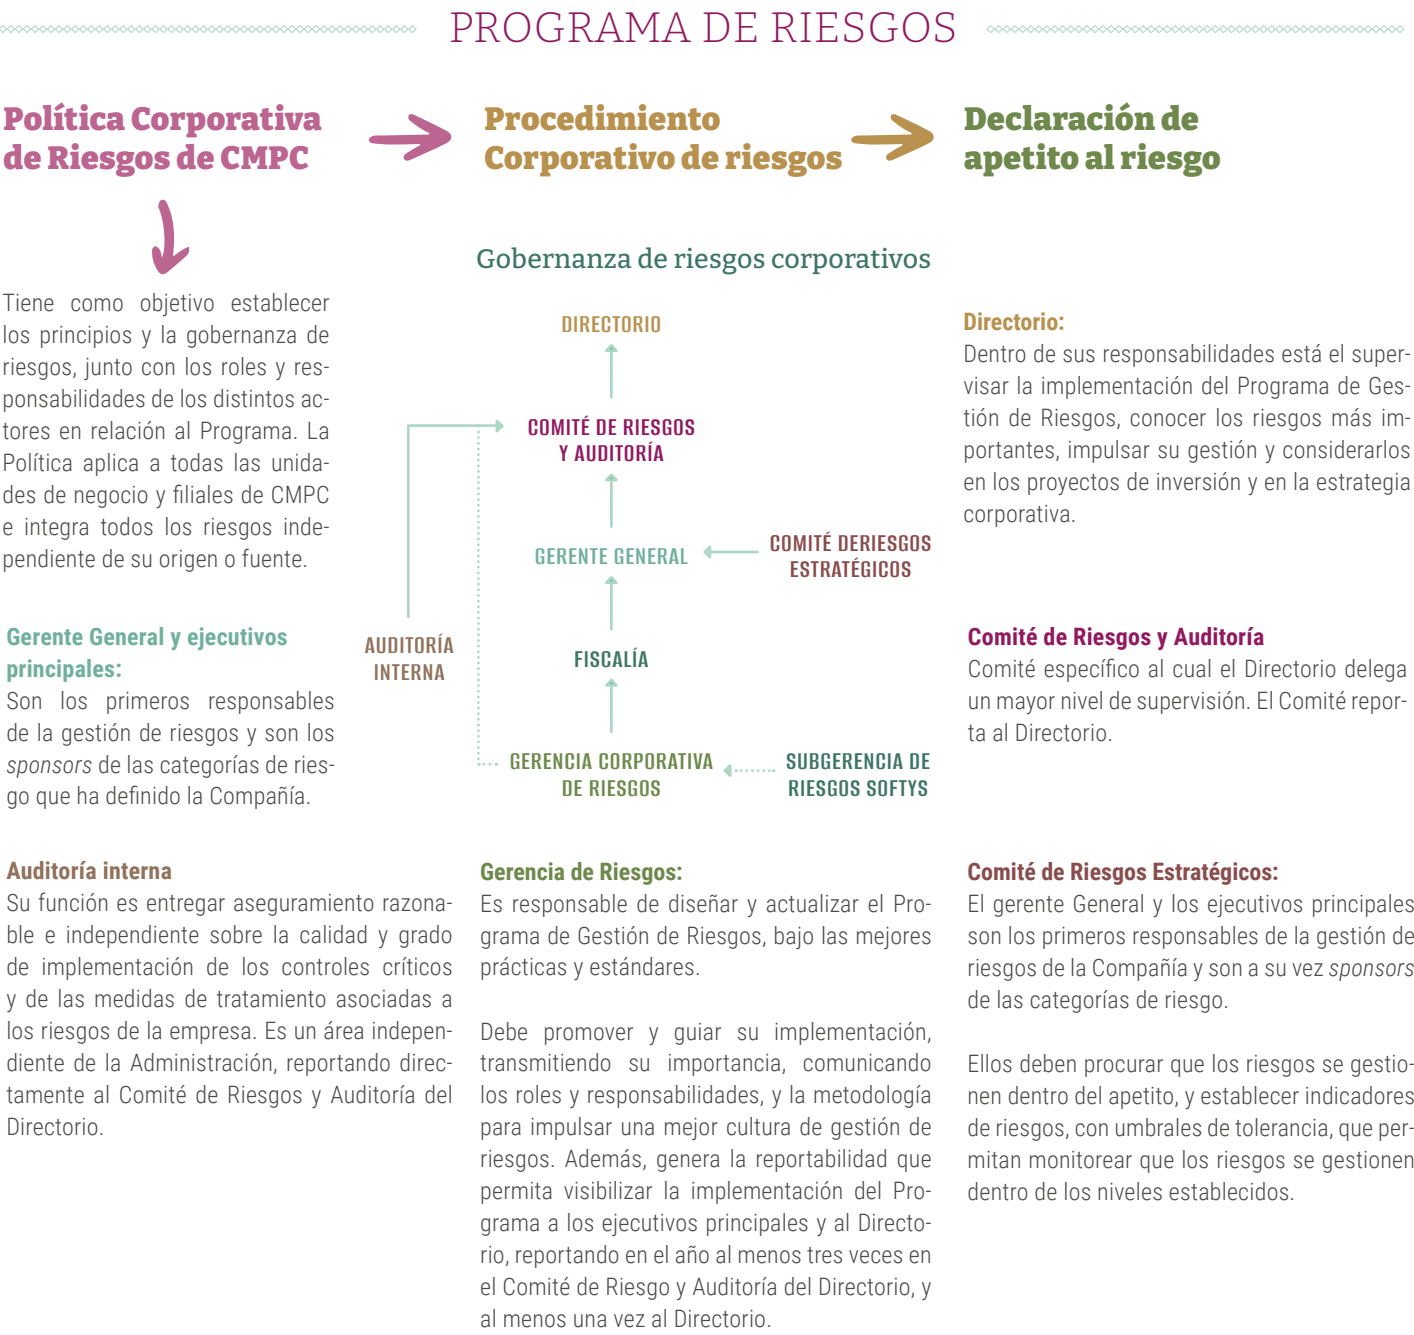 PROGRAMA DE RIESGOS
Política Corporativa
de Riesgos de CMPC
Procedimiento
Corporativo de riesgos
Declaración de
apetito al riesgo
Tiene como objetivo establecer
los principios y la gobernanza de
riesgos, junto con los roles y res-
ponsabilidades de los distintos ac-
tores en relación al Programa. La
Política aplica a todas las unida-
des de negocio y filiales de CMPC
e integra todos los riesgos inde-
pendiente de su origen o fuente.
Gobernanza de riesgos corporativos
DIRECTORIO
COMITÉ DE RIESGOS
Y AUDITORÍA
GERENTE GENERAL
COMITÉ DERIESGOS
ESTRATÉGICOS
AUDITORÍA
INTERNA
FISCALÍA
GERENCIA CORPORATIVA
DE RIESGOS
SUBGERENCIA DE
RIESGOS SOFTYS
Directorio:
Dentro de sus responsabilidades está el super-
visar la implementación del Programa de Ges-
tión de Riesgos, conocer los riesgos más im-
portantes, impulsar su gestión y considerarlos
en los proyectos de inversión y en la estrategia
corporativa.
Gerente General y ejecutivos
principales:
Son los primeros responsables
de la gestión de riesgos y son los
sponsors de las categorías de ries-
go que ha definido la Compañía.
Comité de Riesgos y Auditoría
Comité específico al cual el Directorio delega
un mayor nivel de supervisión. El Comité repor-
ta al Directorio.
Auditoría interna
Su función es entregar aseguramiento razona-
ble e independiente sobre la calidad y grado
de implementación de los controles críticos
y de las medidas de tratamiento asociadas a
los riesgos de la empresa. Es un área indepen-
diente de la Administración, reportando direc-
tamente al Comité de Riesgos y Auditoría del
Directorio.
Gerencia de Riesgos:
Es responsable de diseñar y actualizar el Pro-
grama de Gestión de Riesgos, bajo las mejores
prácticas y estándares.
Debe promover y guiar su implementación,
transmitiendo su importancia, comunicando
los roles y responsabilidades, y la metodología
para impulsar una mejor cultura de gestión de
riesgos. Además, genera la reportabilidad que
permita visibilizar la implementación del Pro-
grama a los ejecutivos principales y al Directo-
rio, reportando en el año al menos tres veces en
el Comité de Riesgo y Auditoría del Directorio, y
al menos una vez al Directorio.
Comité de Riesgos Estratégicos:
El gerente General y los ejecutivos principales
son los primeros responsables de la gestión de
riesgos de la Compañía y son a su vez sponsors
de las categorías de riesgo.
Ellos deben procurar que los riesgos se gestio-
nen dentro del apetito, y establecer indicadores
de riesgos, con umbrales de tolerancia, que per-
mitan monitorear que los riesgos se gestionen
dentro de los niveles establecidos.